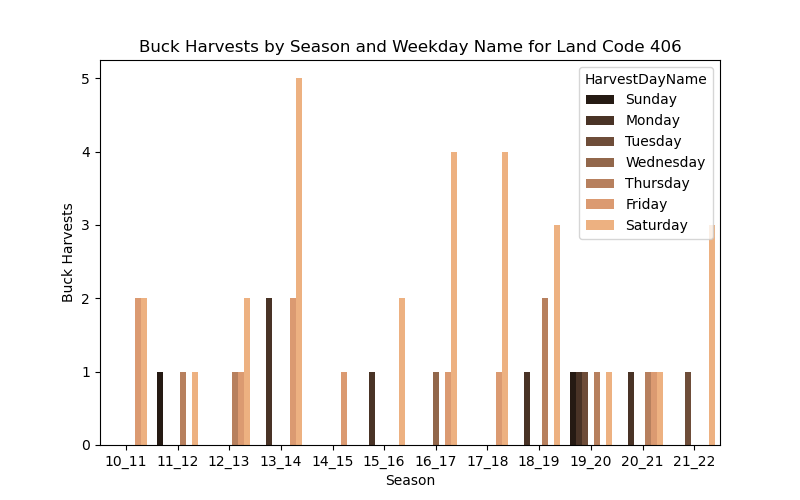 Buck Harvests by Season and Weekday Name for Land Code 406
HarvestDayName
Sunday
Monday
Tuesday
Wednesday
Thursday
Friday
Saturday
Buck Harvests
5
4
3
2
1
0
10_11 11_12 12_13 13_14 14_15 15_16 16_17 17_18 18_19 19_20 20_21 21_22
Season